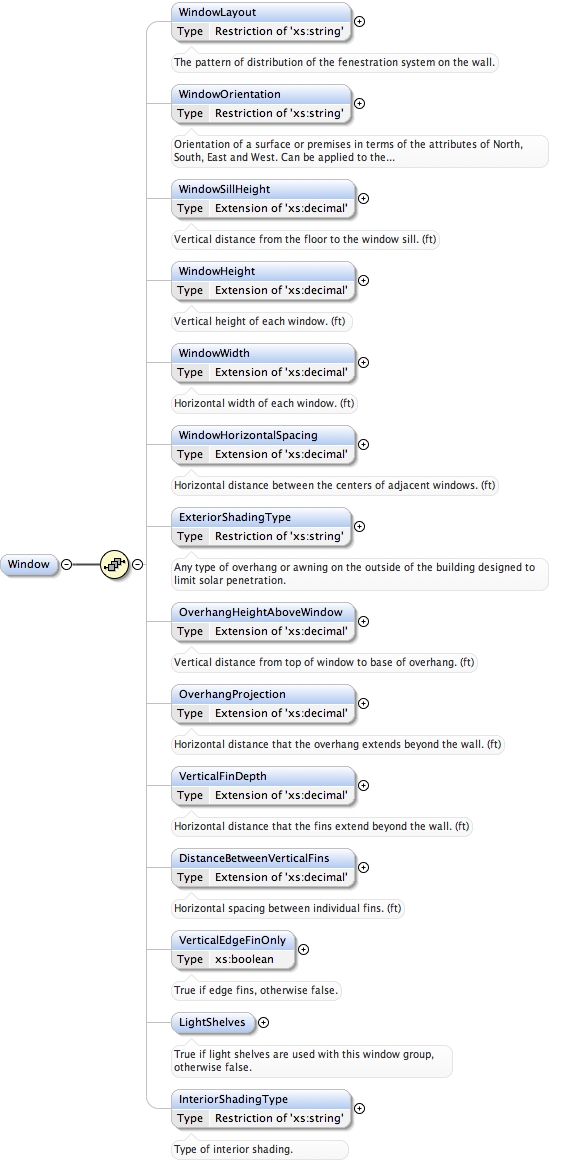 WindowLayout
Type Restriction of 'xs:string'
The pattern of distribution of the fenestration system on the wall.
WindowOrientation
Type Restriction of 'xs:string'
Orientation of a surface or premises in terms of the attributes of North,
South, East and West. Can be applied to the...
WindowSillHeight
Type Extension of 'xs:decimal'
Vertical distance from the floor to the window sill. (ft)
WindowHeight
Type Extension of 'xs:decimal'
Vertical height of each window. (ft)
WindowWidth
Type Extension of 'xs:decimal'
Horizontal width of each window. (ft)
WindowHorizontalSpacing
Type Extension of 'xs:decimal'
Horizontal distance between the centers of adjacent windows. (ft)
ExteriorShadingType
Type Restriction of 'xs:string'
Window
Any type of overhang or awning on the outside of the building designed to
limit solar penetration.
OverhangHeightAboveWindow
Type Extension of 'xs:decimal'
Vertical distance from top of window to base of overhang. (ft)
OverhangProjection
Type Extension of 'xs:decimal'
Horizontal distance that the overhang extends beyond the wall. (ft)
VerticalFinDepth
Type Extension of 'xs:decimal'
Horizontal distance that the fins extend beyond the wall. (ft)
DistanceBetweenVerticalFins
Type Extension of 'xs:decimal'
Horizontal spacing between individual fins. (ft)
VerticalEdgeFinOnly
Type xs:boolean
True if edge fins, otherwise false.
LightShelves
True if light shelves are used with this window group,
otherwise false.
InteriorShadingType
Type Restriction of 'xs:string'
Type of interior shading.